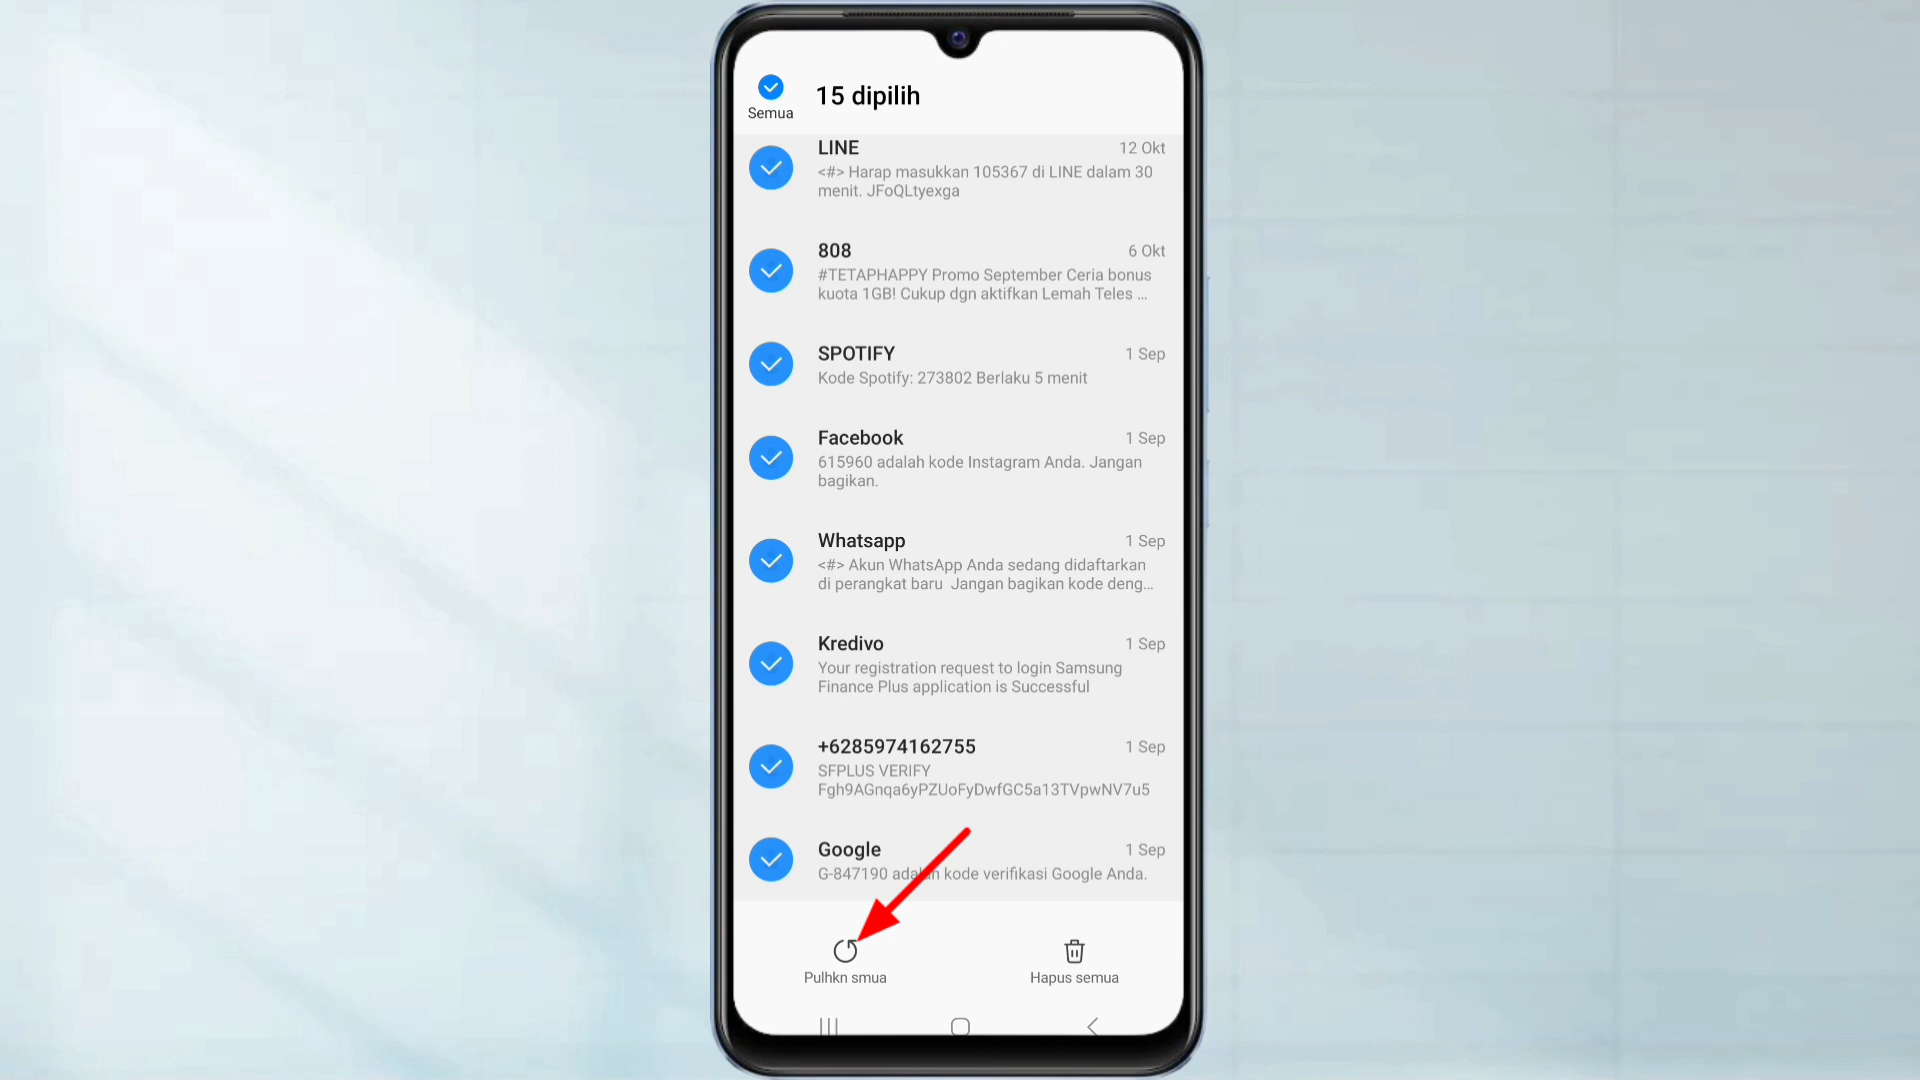 Semua
15 dipilih
LINE
12 Okt
<#> Harap masukkan 105367 di LINE dalam 30
menit. JFoQLtyexga
808
6 Okt
#TETAPHAPPY Promo September Ceria bonus
kuota 1GB! Cukup dgn aktifkan Lemah Teles ...
SPOTIFY
1 Sep
Kode Spotify: 273802 Berlaku 5 menit
Facebook
1 Sep
615960 adalah kode Instagram Anda. Jangan
bagikan.
Whatsapp
1 Sep
<#> Akun WhatsApp Anda sedang didaftarkan
di perangkat baru  Jangan bagikan kode deng...
Kredivo
1 Sep
Your registration request to login Samsung
Finance Plus application is Successful
+6285974162755
1 Sep
SFPLUS VERIFY
Fgh9AGnqa6yPZUoFyDwfGC5a13TVpwNV7u5
Google
1 Sep
G-847190 adalah kode verifikasi Google Anda.
Pulhkn smua
Hapus semua